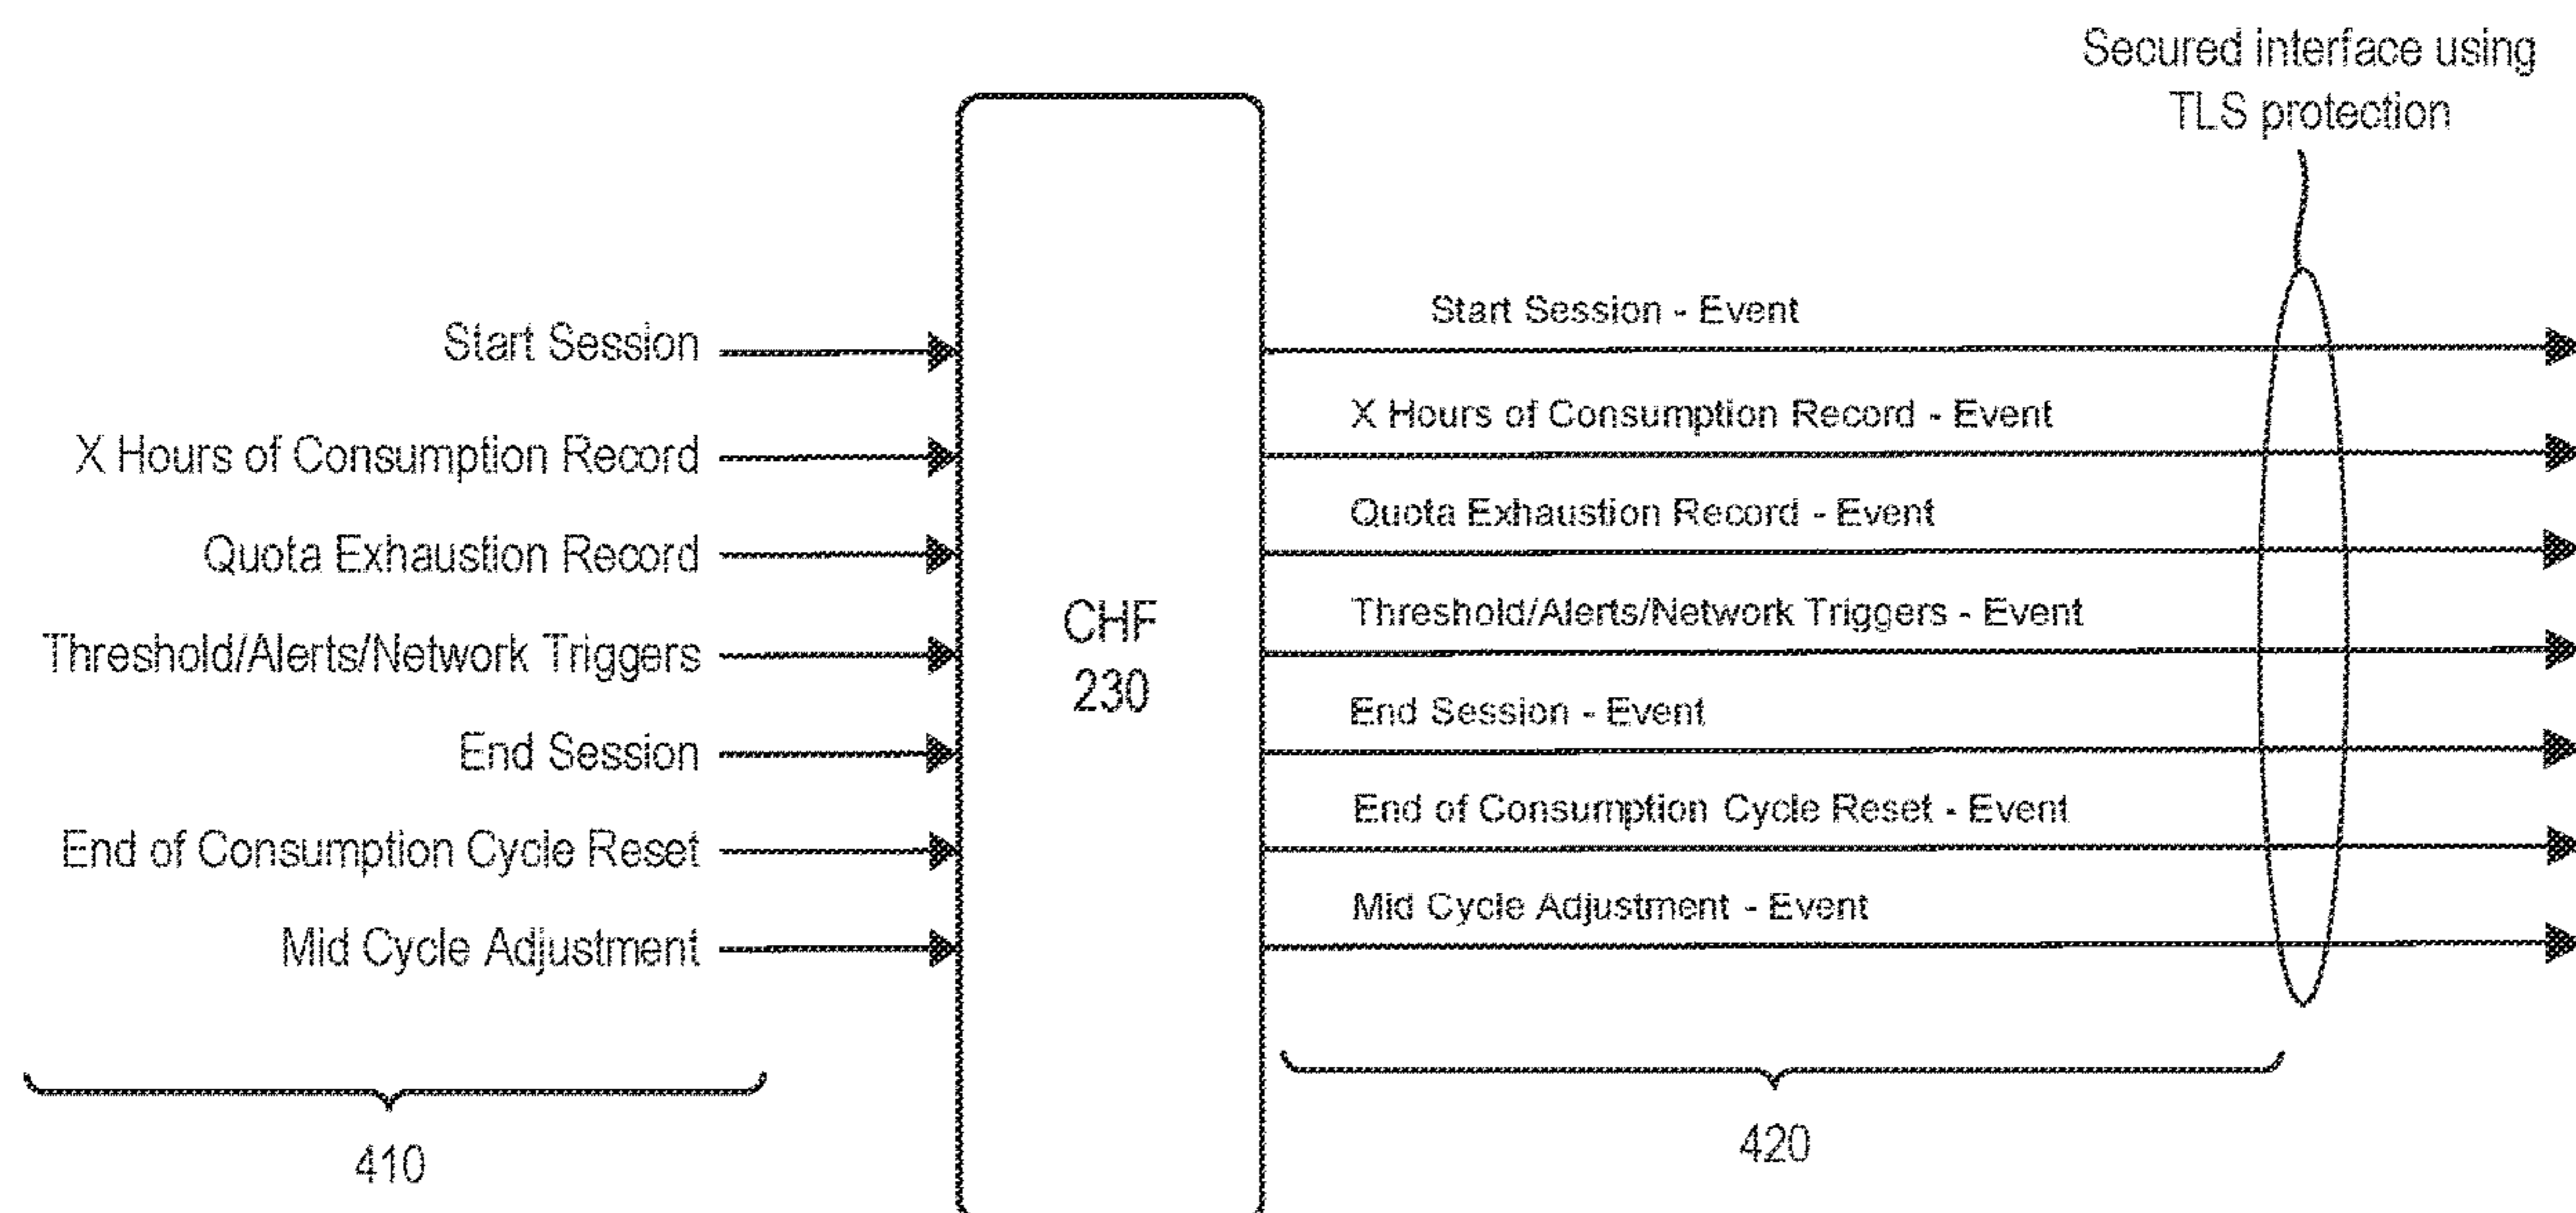 Secured interface using
TLS protection
Start Session
X Hours of Consumption Record
Quota Exhaustion Record
Threshold/Alerts/Network Triggers
End Session
End of Consumption Cycle Reset
Mid Cycle Adjustment
410
CHF
230
Start Session - Event
X Hours of Consumption Record - Event
Quota Exhaustion Record - Event
Threshold/Alerts/Network Triggers - Event
End Session - Event
End of Consumption Cycle Reset - Event
Mid Cycle Adjustment - Event
420